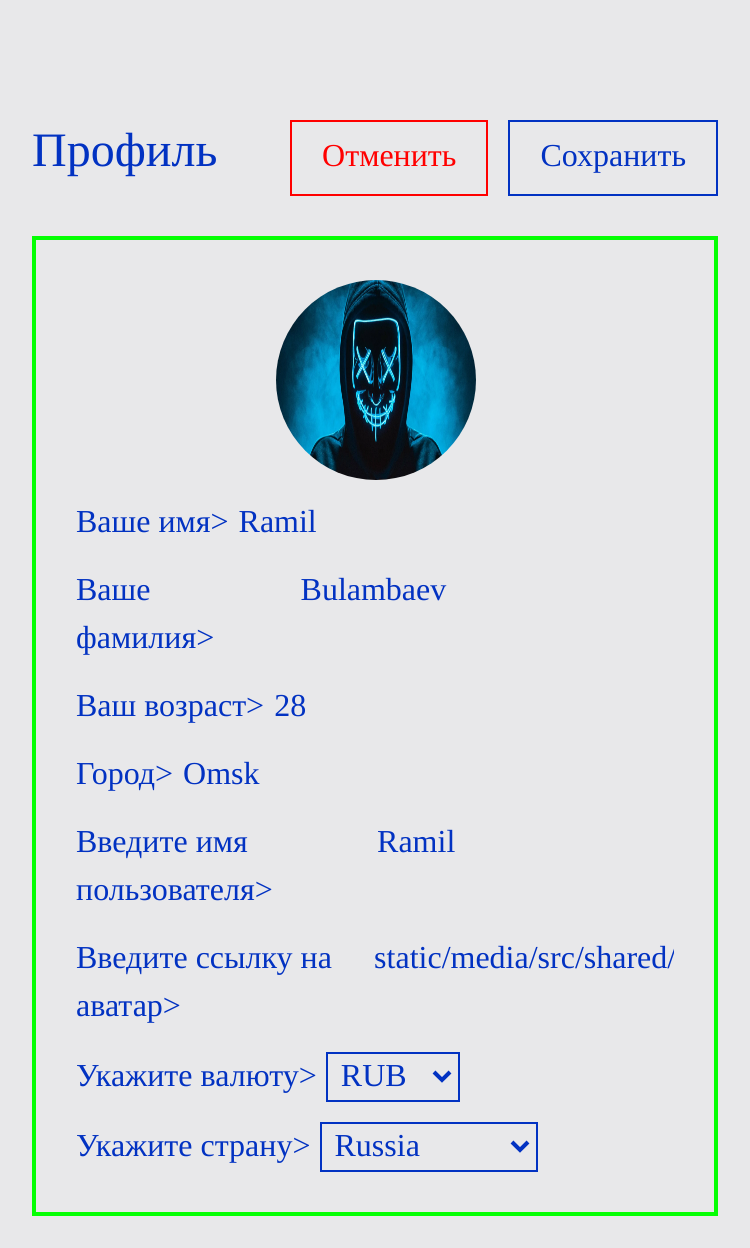 Профиль Отменить Сохранить
Ваше имя> Ramil
Ваше Bulambaev
фамилия>
Ваш возраст> 28
Город> Omsk
Введите имя Ramil
пользователя>
Введите ссылку на static/media/src/shared/
аватар>
Укажите валюту> RUB
Укажите страну> Russia